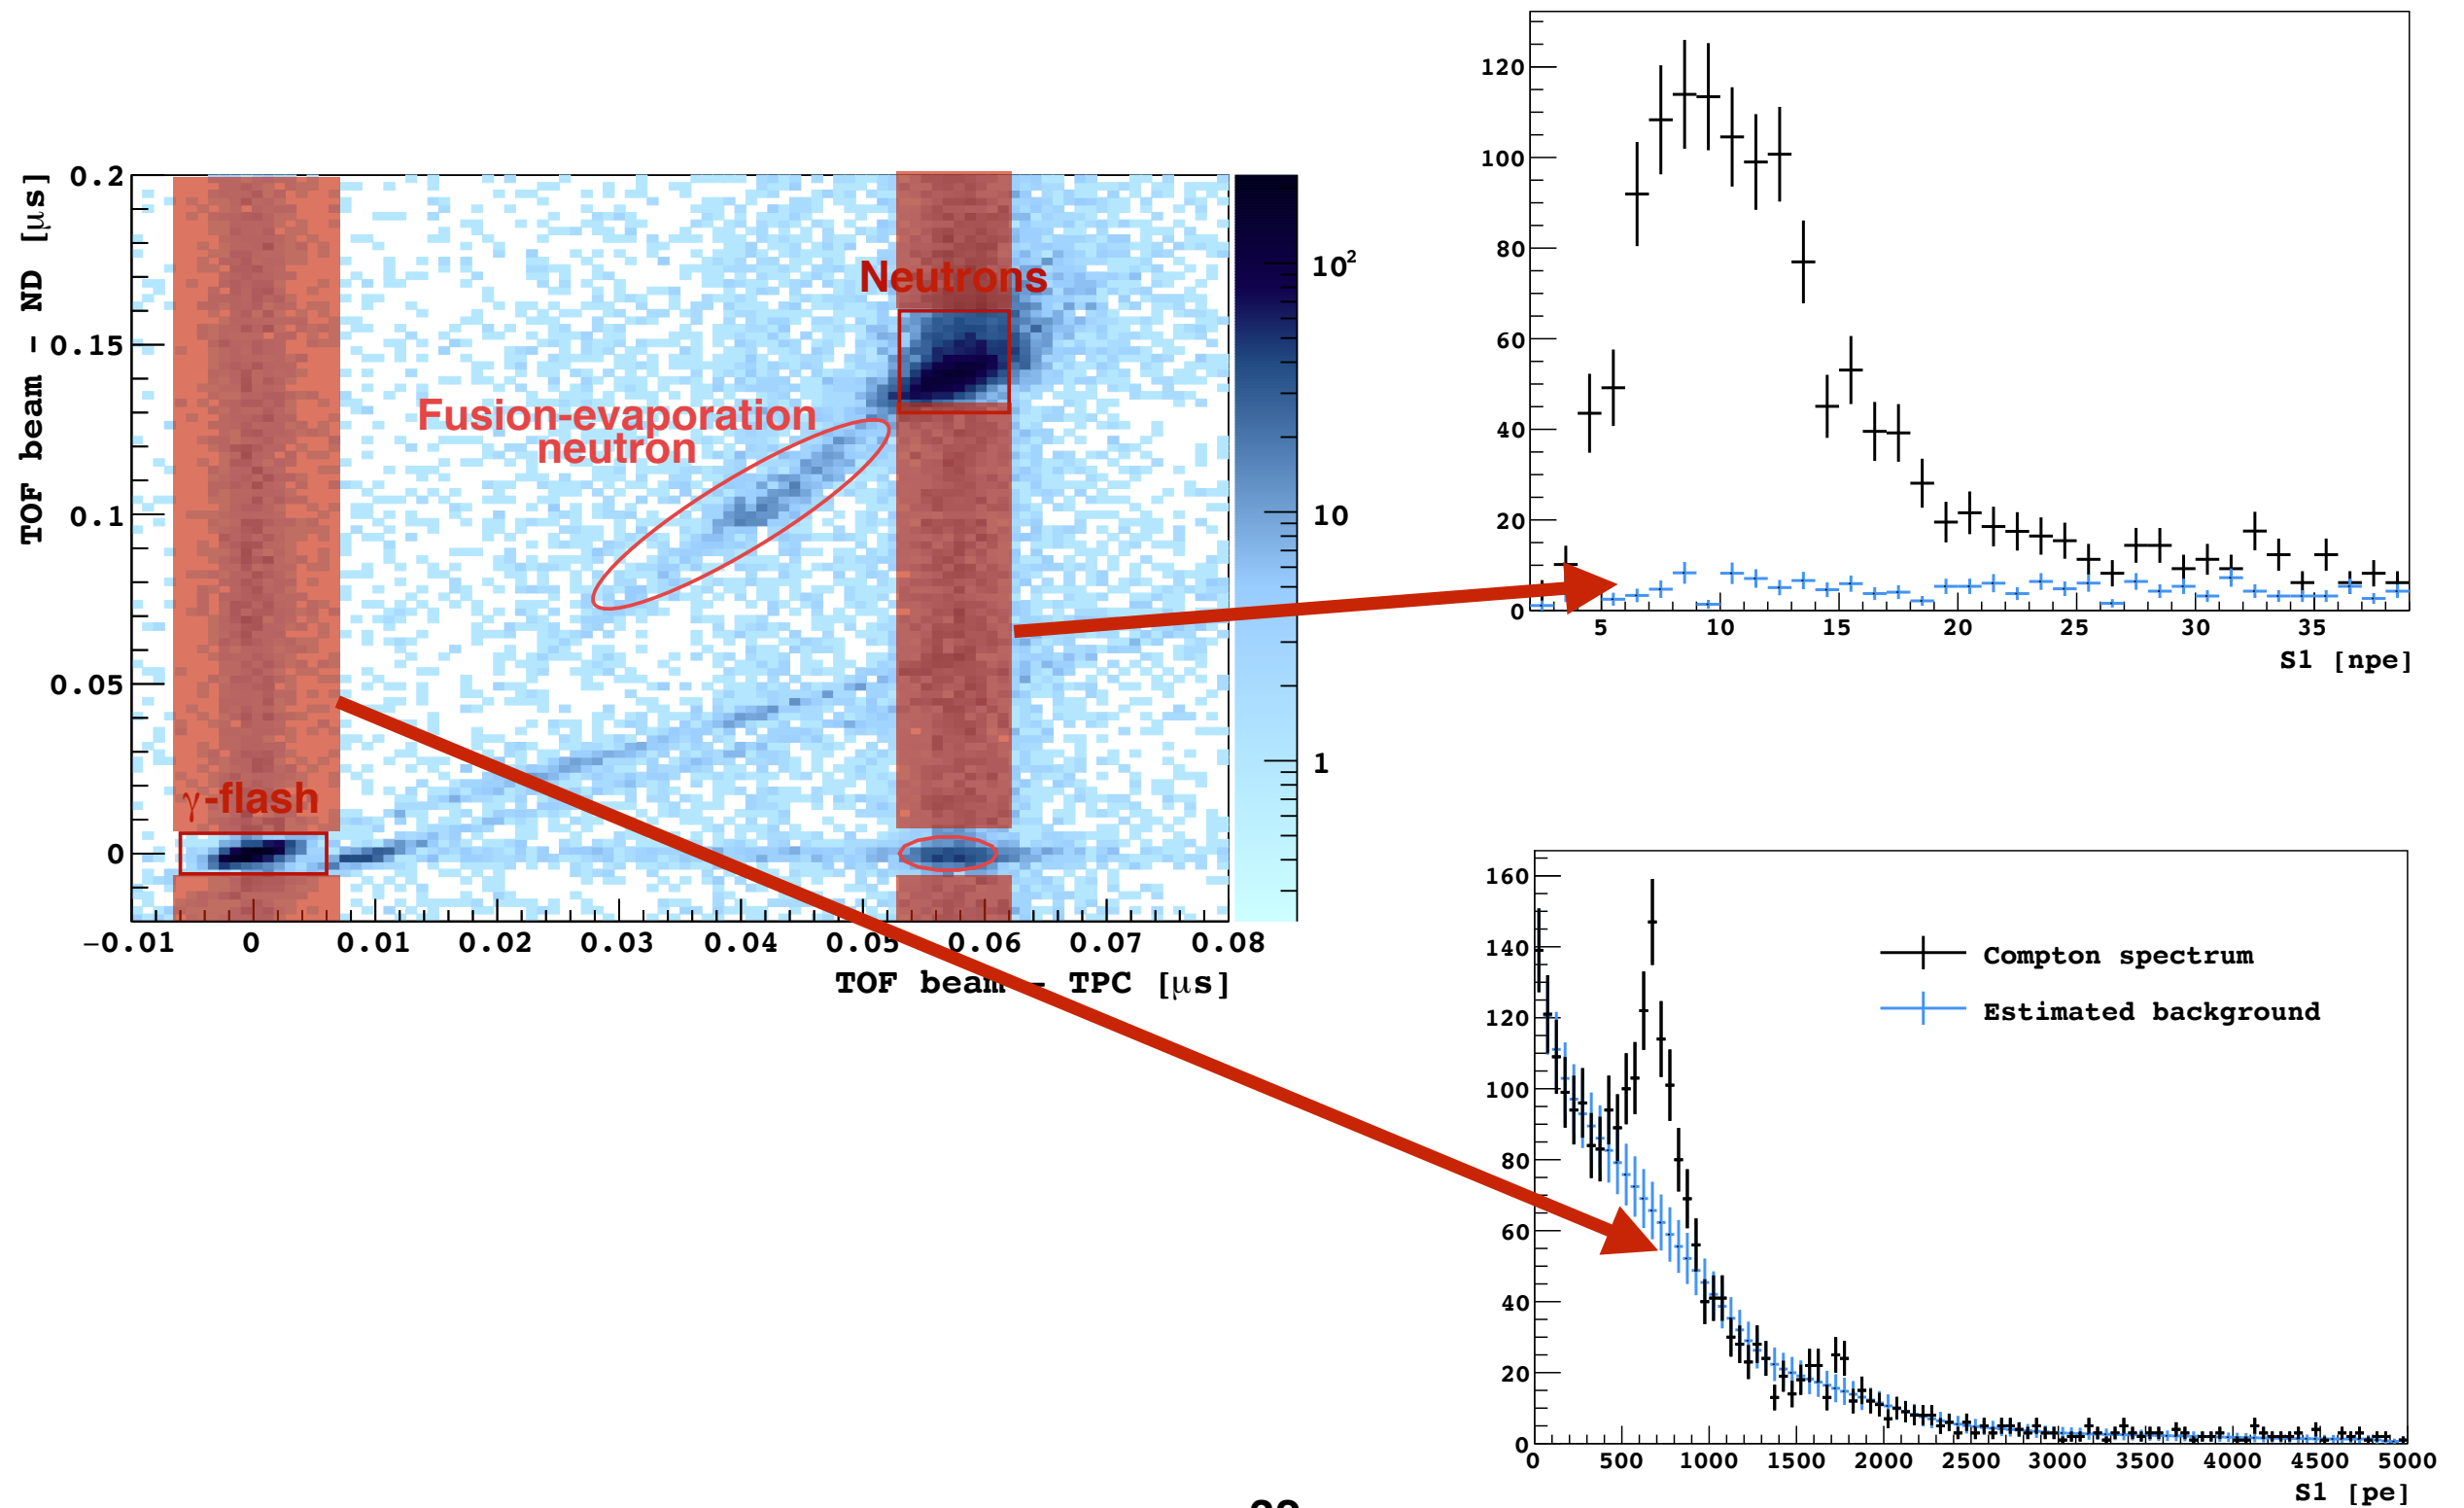 0.2
0.15
0.1
0.05
0
TOF beam – ND [μs]
Neutrons
Fusion-evaporation
neutron
γ-flash
−0.01 0 0.01 0.02 0.03 0.04 0.05 0.06 0.07 0.08
TOF beam – TPC [μs]
10²
10
1
120
100
80
60
40
20
0
5 10 15 20 25 30 35
S1 [npe]
160
140
120
100
80
60
40
20
0
Compton spectrum
Estimated background
0 500 1000 1500 2000 2500 3000 3500 4000 4500 5000
S1 [pe]